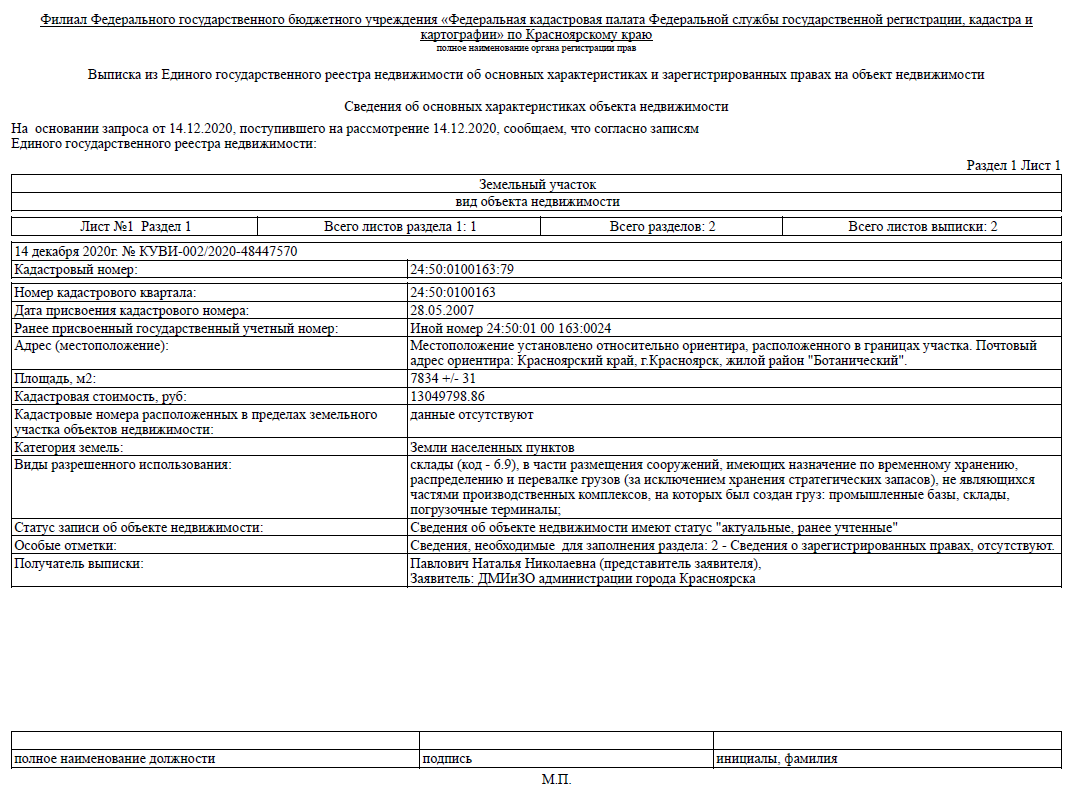 Филиал Федерального государственного бюджетного учреждения «Федеральная кадастровая палата Федеральной службы государственной регистрации, кадастра и
картографии» по Красноярскому краю
полное наименование органа регистрации прав
Выписка из Единого государственного реестра недвижимости об основных характеристиках и зарегистрированных правах на объект недвижимости
Сведения об основных характеристиках объекта недвижимости
На основании запроса от 14.12.2020, поступившего на рассмотрение 14.12.2020, сообщаем, что согласно записям
Единого государственного реестра недвижимости:
Раздел 1 Лист 1
Земельный участок
вид объекта недвижимости
Лист №1 Раздел 1 Всего листов раздела 1: 1 Всего разделов: 2 Всего листов выписки: 2
14 декабря 2020г. № КУВИ-002/2020-48447570
Кадастровый номер: 24:50:0100163:79
Номер кадастрового квартала: 24:50:0100163
Дата присвоения кадастрового номера: 28.05.2007
Ранее присвоенный государственный учетный номер: Иной номер 24:50:01 00 163:0024
Адрес (местоположение): Местоположение установлено относительно ориентира, расположенного в границах участка. Почтовый
адрес ориентира: Красноярский край, г.Красноярск, жилой район "Ботанический".
Площадь, м2: 7834 +/- 31
Кадастровая стоимость, руб: 13049798.86
Кадастровые номера расположенных в пределах земельного данные отсутствуют
участка объектов недвижимости:
Категория земель: Земли населенных пунктов
Виды разрешенного использования: склады (код - 6.9), в части размещения сооружений, имеющих назначение по временному хранению,
распределению и перевалке грузов (за исключением хранения стратегических запасов), не являющихся
частями производственных комплексов, на которых был создан груз: промышленные базы, склады,
погрузочные терминалы;
Статус записи об объекте недвижимости: Сведения об объекте недвижимости имеют статус "актуальные, ранее учтенные"
Особые отметки: Сведения, необходимые для заполнения раздела: 2 - Сведения о зарегистрированных правах, отсутствуют.
Получатель выписки: Павлович Наталья Николаевна (представитель заявителя),
Заявитель: ДМИиЗО администрации города Красноярска
полное наименование должности подпись инициалы, фамилия
М.П.